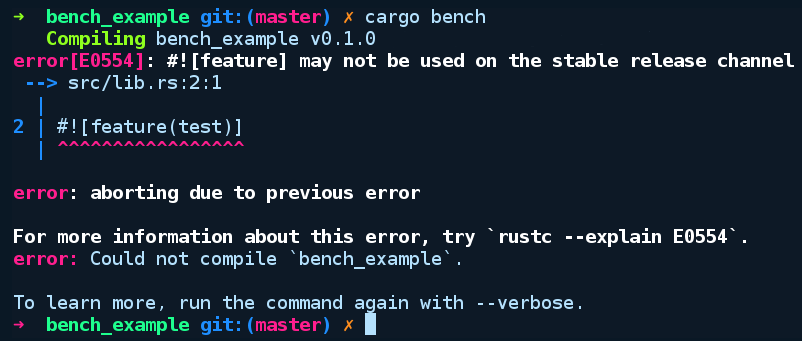 ➜  bench_example git:(master) ✗ cargo bench
   Compiling bench_example v0.1.0
error[E0554]: #![feature] may not be used on the stable release channel
 --> src/lib.rs:2:1
  |
2 | #![feature(test)]
  | ^^^^^^^^^^^^^^^^^

error: aborting due to previous error

For more information about this error, try `rustc --explain E0554`.
error: Could not compile `bench_example`.

To learn more, run the command again with --verbose.
➜  bench_example git:(master) ✗